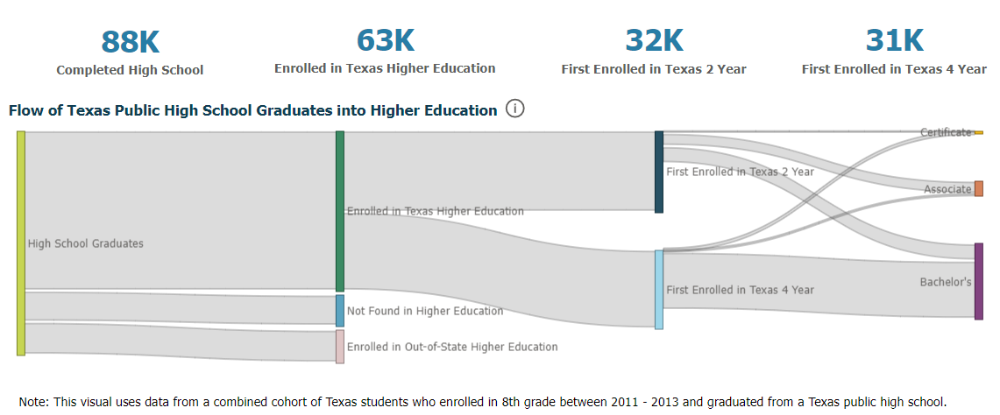 88K
Completed High School
63K
Enrolled in Texas Higher Education
32K
First Enrolled in Texas 2 Year
31K
First Enrolled in Texas 4 Year
Flow of Texas Public High School Graduates into Higher Education i
Certificate
First Enrolled in Texas 2 Year
Associate
Enrolled in Texas Higher Education
High School Graduates
Bachelor's
First Enrolled in Texas 4 Year
Not Found in Higher Education
Enrolled in Out-of-State Higher Education
Note: This visual uses data from a combined cohort of Texas students who enrolled in 8th grade between 2011 - 2013 and graduated from a Texas public high school.